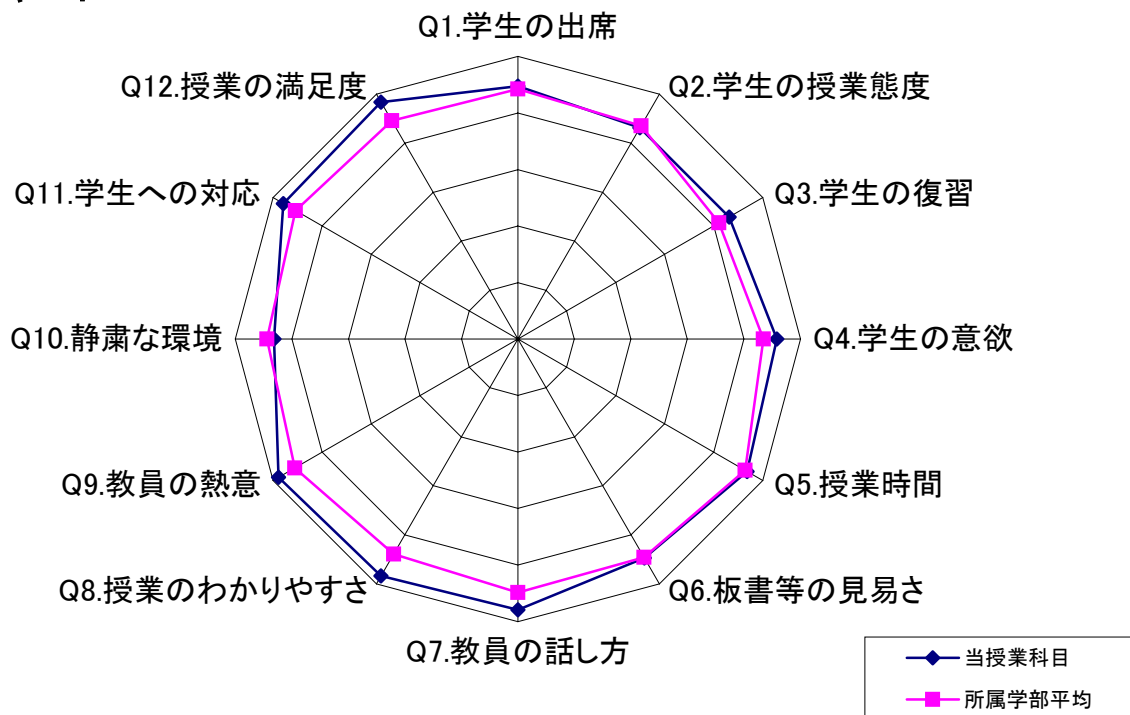 Q1.学生の出席
Q2.学生の授業態度
Q3.学生の復習
Q4.学生の意欲
Q5.授業時間
Q6.板書等の見易さ
Q7.教員の話し方
Q8.授業のわかりやすさ
Q9.教員の熱意
Q10.静粛な環境
Q11.学生への対応
Q12.授業の満足度
当授業科目
所属学部平均